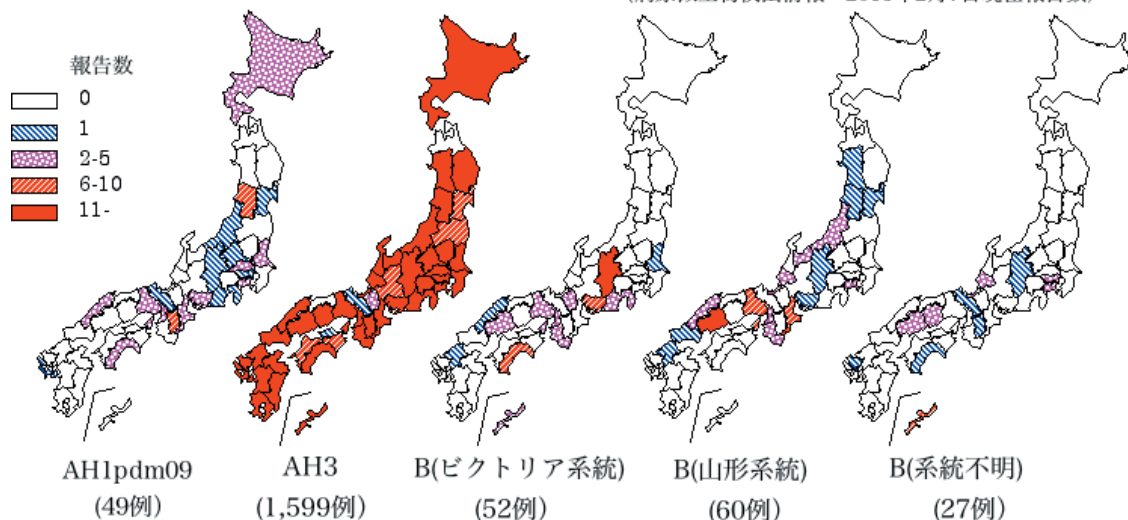 報告数
0
1
2-5
6-10
11-
AH1pdm09
(49例)
AH3
(1,599例)
B(ビクトリア系統)
(52例)
B(山形系統)
(60例)
B(系統不明)
(27例)